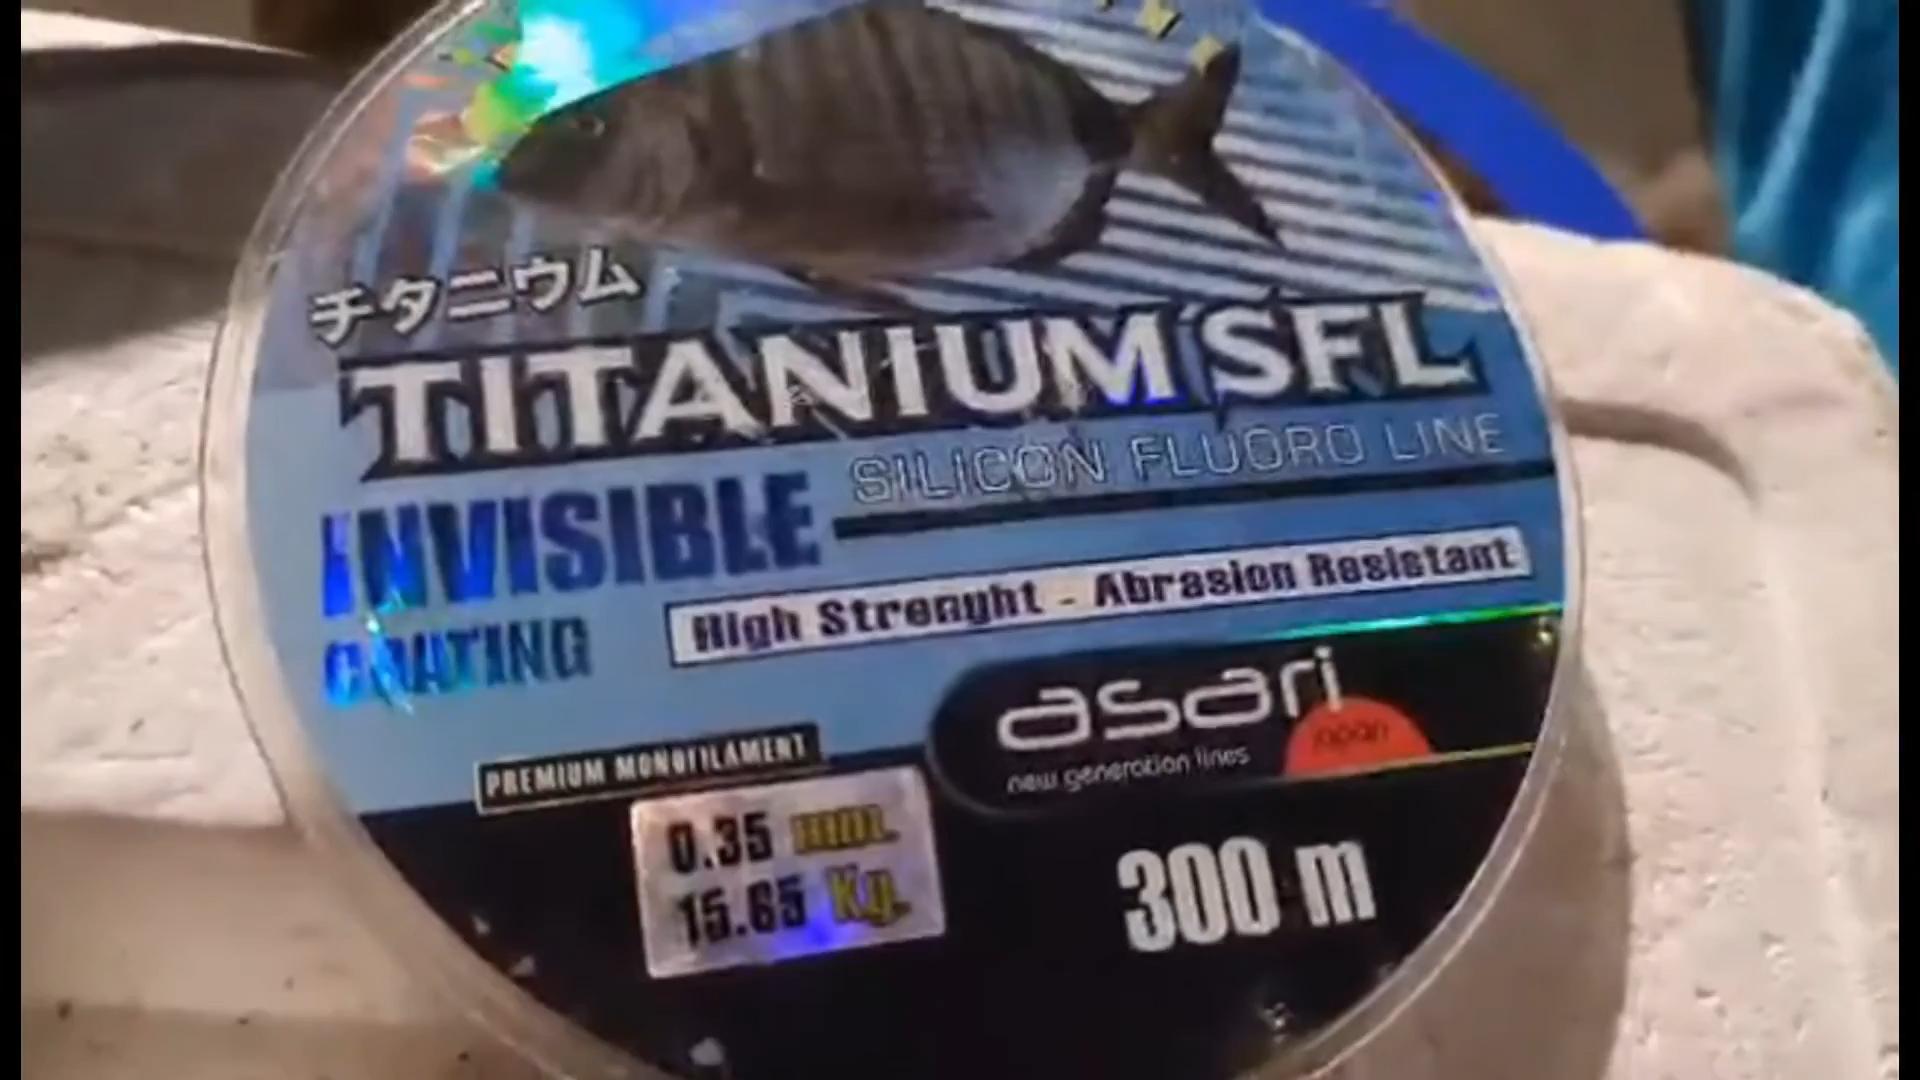 チタニウム
TITANIUM SFL
SILICON FLUORO LINE
INVISIBLE
COATING
High Strenght - Abrasion Resistant
asari
japan
new generation lines
PREMIUM MONOFILAMENT
0.35 mm.
15.65 Kg.
300 m